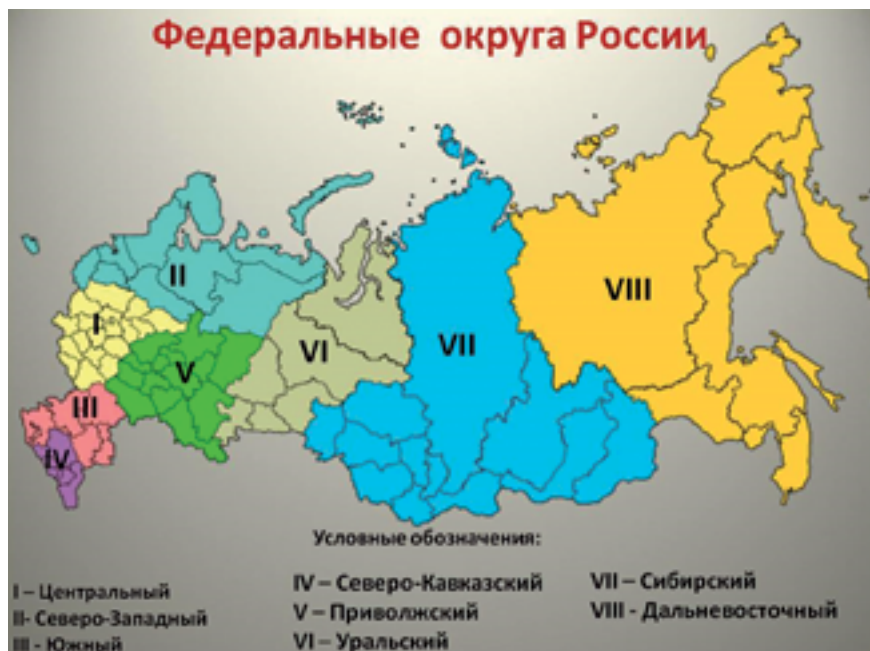 Федеральные округа России
II
I
VIII
VII
VI
V
III
IV
Условные обозначения:
I – Центральный
II- Северо-Западный
III - Южный
IV – Северо-Кавказский
V – Приволжский
VI – Уральский
VII – Сибирский
VIII - Дальневосточный